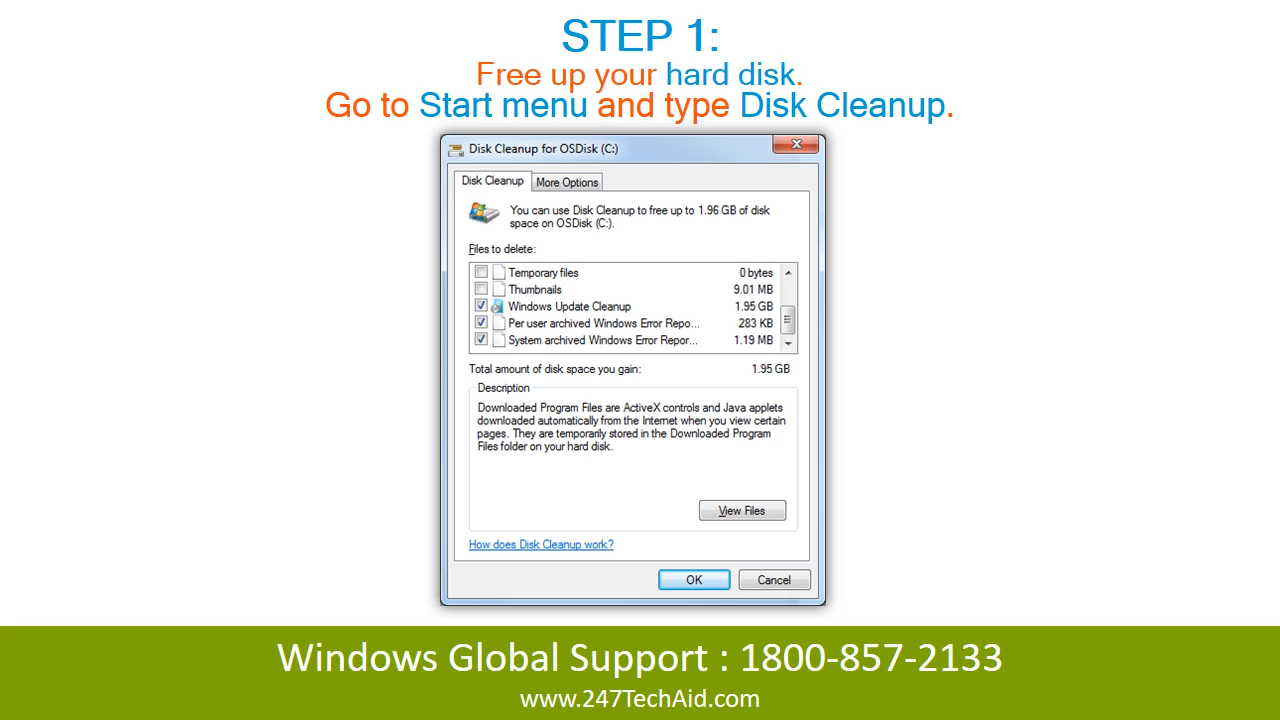 STEP 1:
Free up your hard disk.
Go to Start menu and type Disk Cleanup.
Disk Cleanup for OSDisk (C:)
Disk Cleanup More Options
You can use Disk Cleanup to free up to 1.96 GB of disk
space on OSDisk (C:).
Files to delete:
Temporary files 0 bytes
Thumbnails 9.01 MB
Windows Update Cleanup 1.95 GB
Per user archived Windows Error Repo... 283 KB
System archived Windows Error Repor... 1.19 MB
Total amount of disk space you gain: 1.95 GB
Description
Downloaded Program Files are ActiveX controls and Java applets
downloaded automatically from the Internet when you view certain
pages. They are temporarily stored in the Downloaded Program
Files folder on your hard disk.
View Files
How does Disk Cleanup work?
OK Cancel
Windows Global Support : 1800-857-2133
www.247TechAid.com